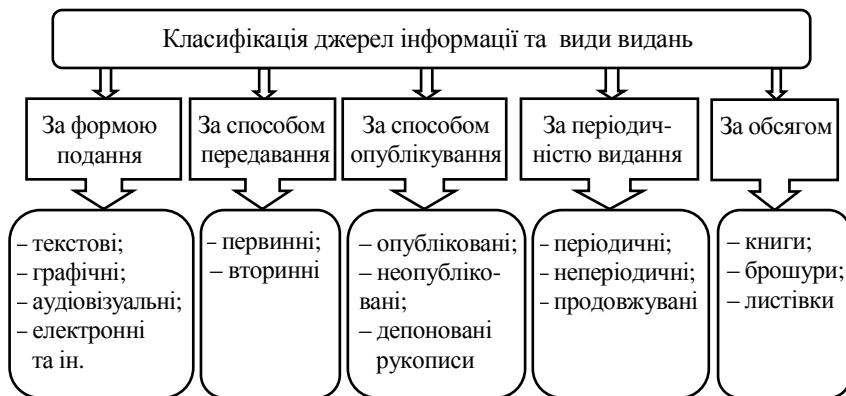 Класифікація джерел інформації та види видань
За формою
подання
За способом
передавання
За способом
опублікування
За періодич-
ністю видання
За обсягом
– текстові;
– графічні;
– аудіовізуальні;
– електронні
та ін.
– первинні;
– вторинні
– опубліковані;
– неопубліко-
вані;
– депоновані
рукописи
– періодичні;
– неперіодичні;
– продовжувані
– книги;
– брошури;
– листівки